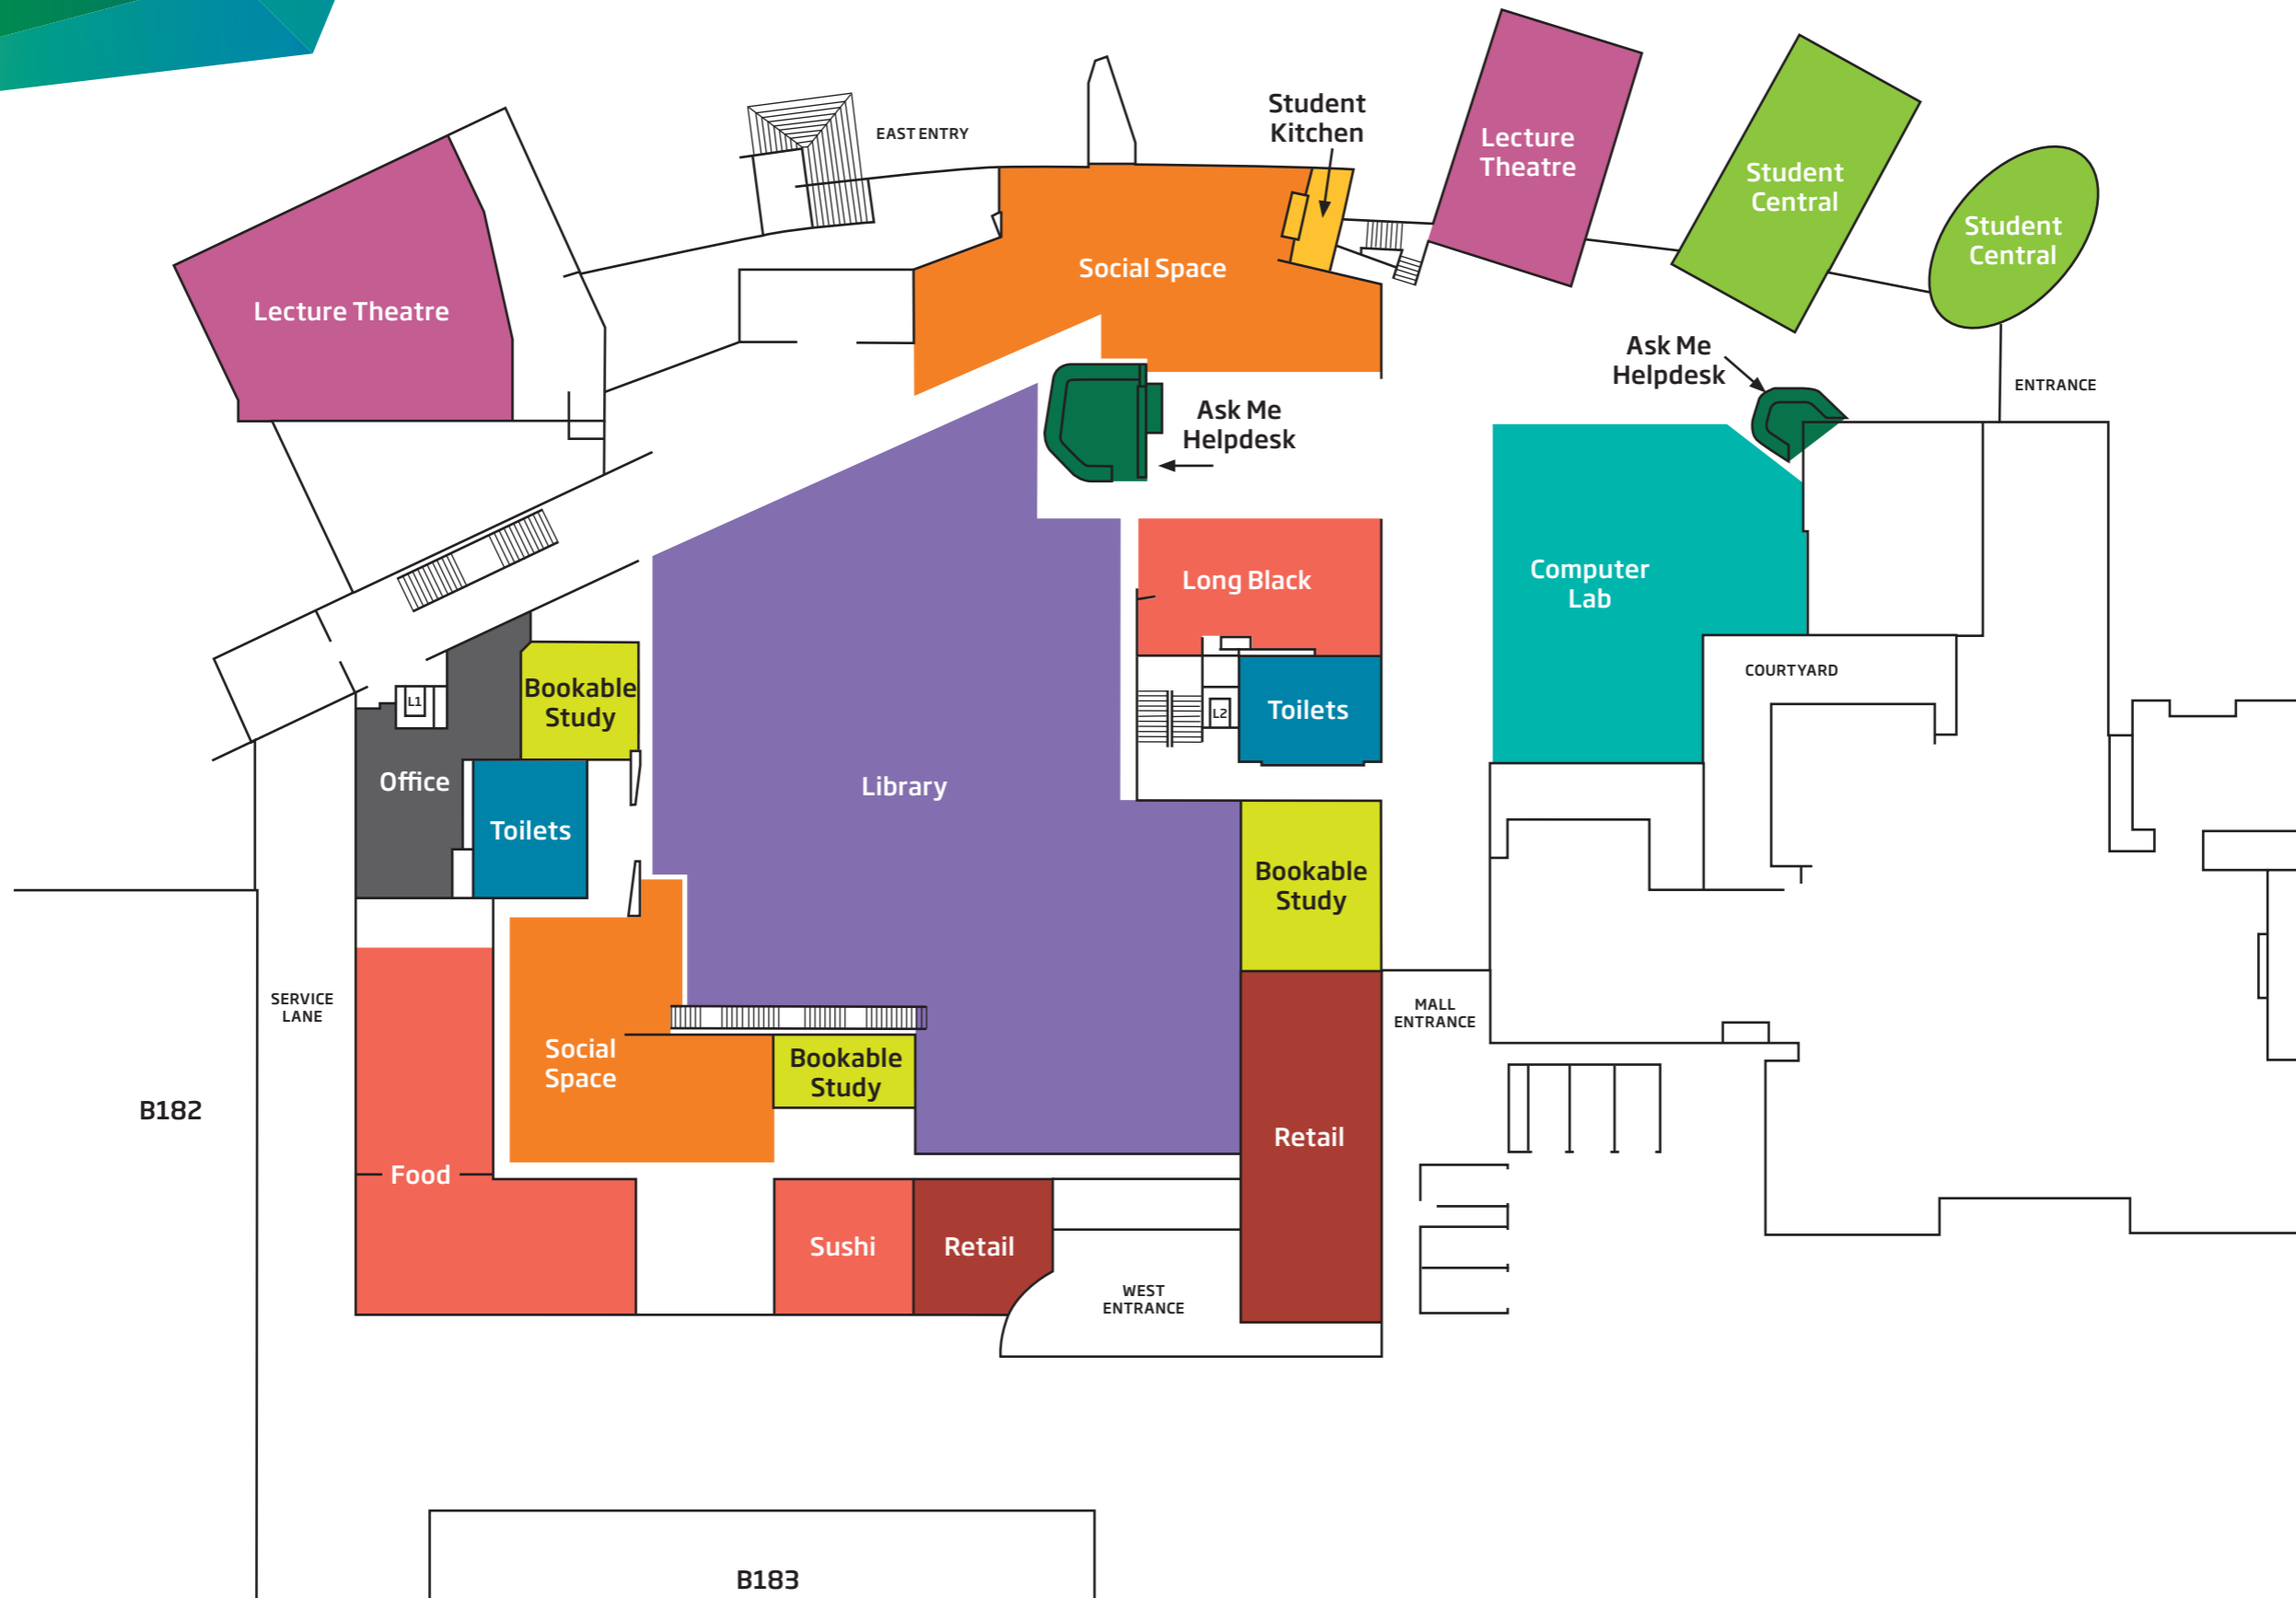 EAST ENTRY
Student
Kitchen
Lecture
Theatre
Student
Central
Student
Central
Social Space
Lecture Theatre
Ask Me
Helpdesk
ENTRANCE
Ask Me
Helpdesk
Long Black
Computer
Lab
COURTYARD
Bookable
Study
L1
L2
Toilets
Office
Library
Toilets
Bookable
Study
SERVICE
LANE
MALL
ENTRANCE
Social
Space
Bookable
Study
B182
Retail
Food
Sushi
Retail
WEST
ENTRANCE
B183